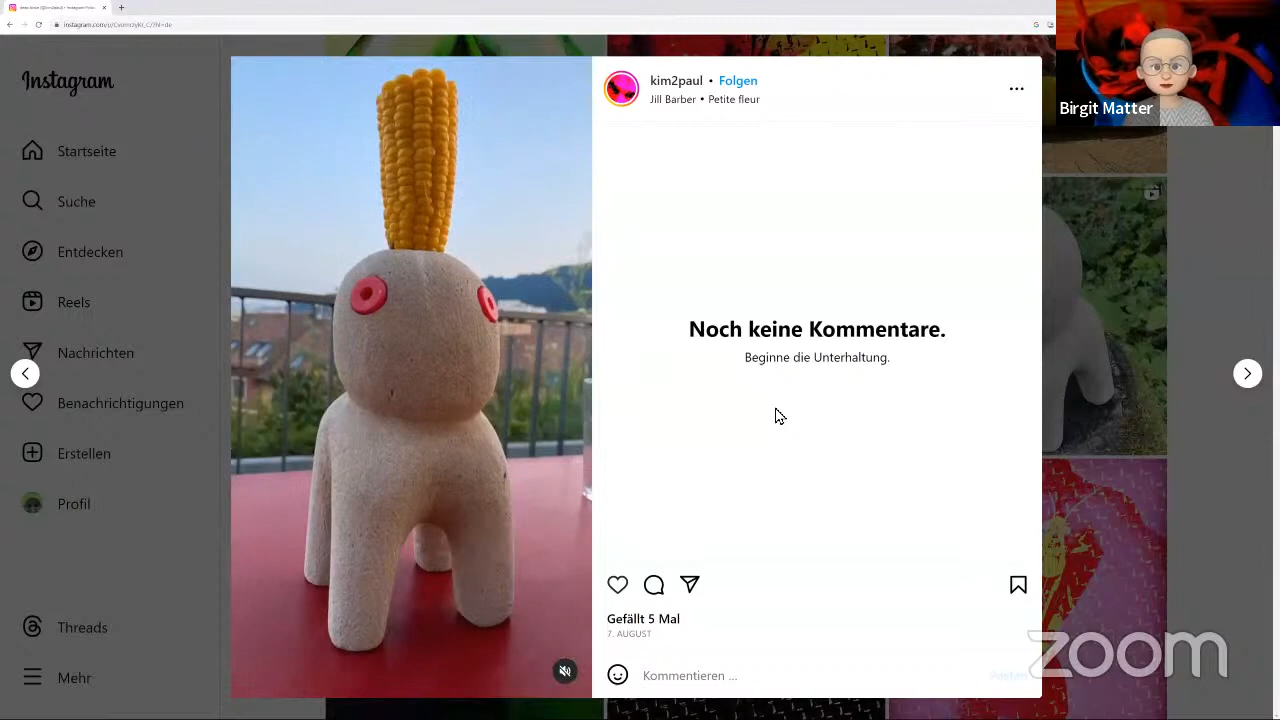 Instagram
Startseite
Suche
Entdecken
Reels
Nachrichten
Benachrichtigungen
Erstellen
Profil
Threads
Mehr
kim2paul • Folgen
Jill Barber • Petite fleur
Noch keine Kommentare.
Beginne die Unterhaltung.
Gefällt 5 Mal
7. AUGUST
Kommentieren ...
Posten
Birgit Matter
zoom